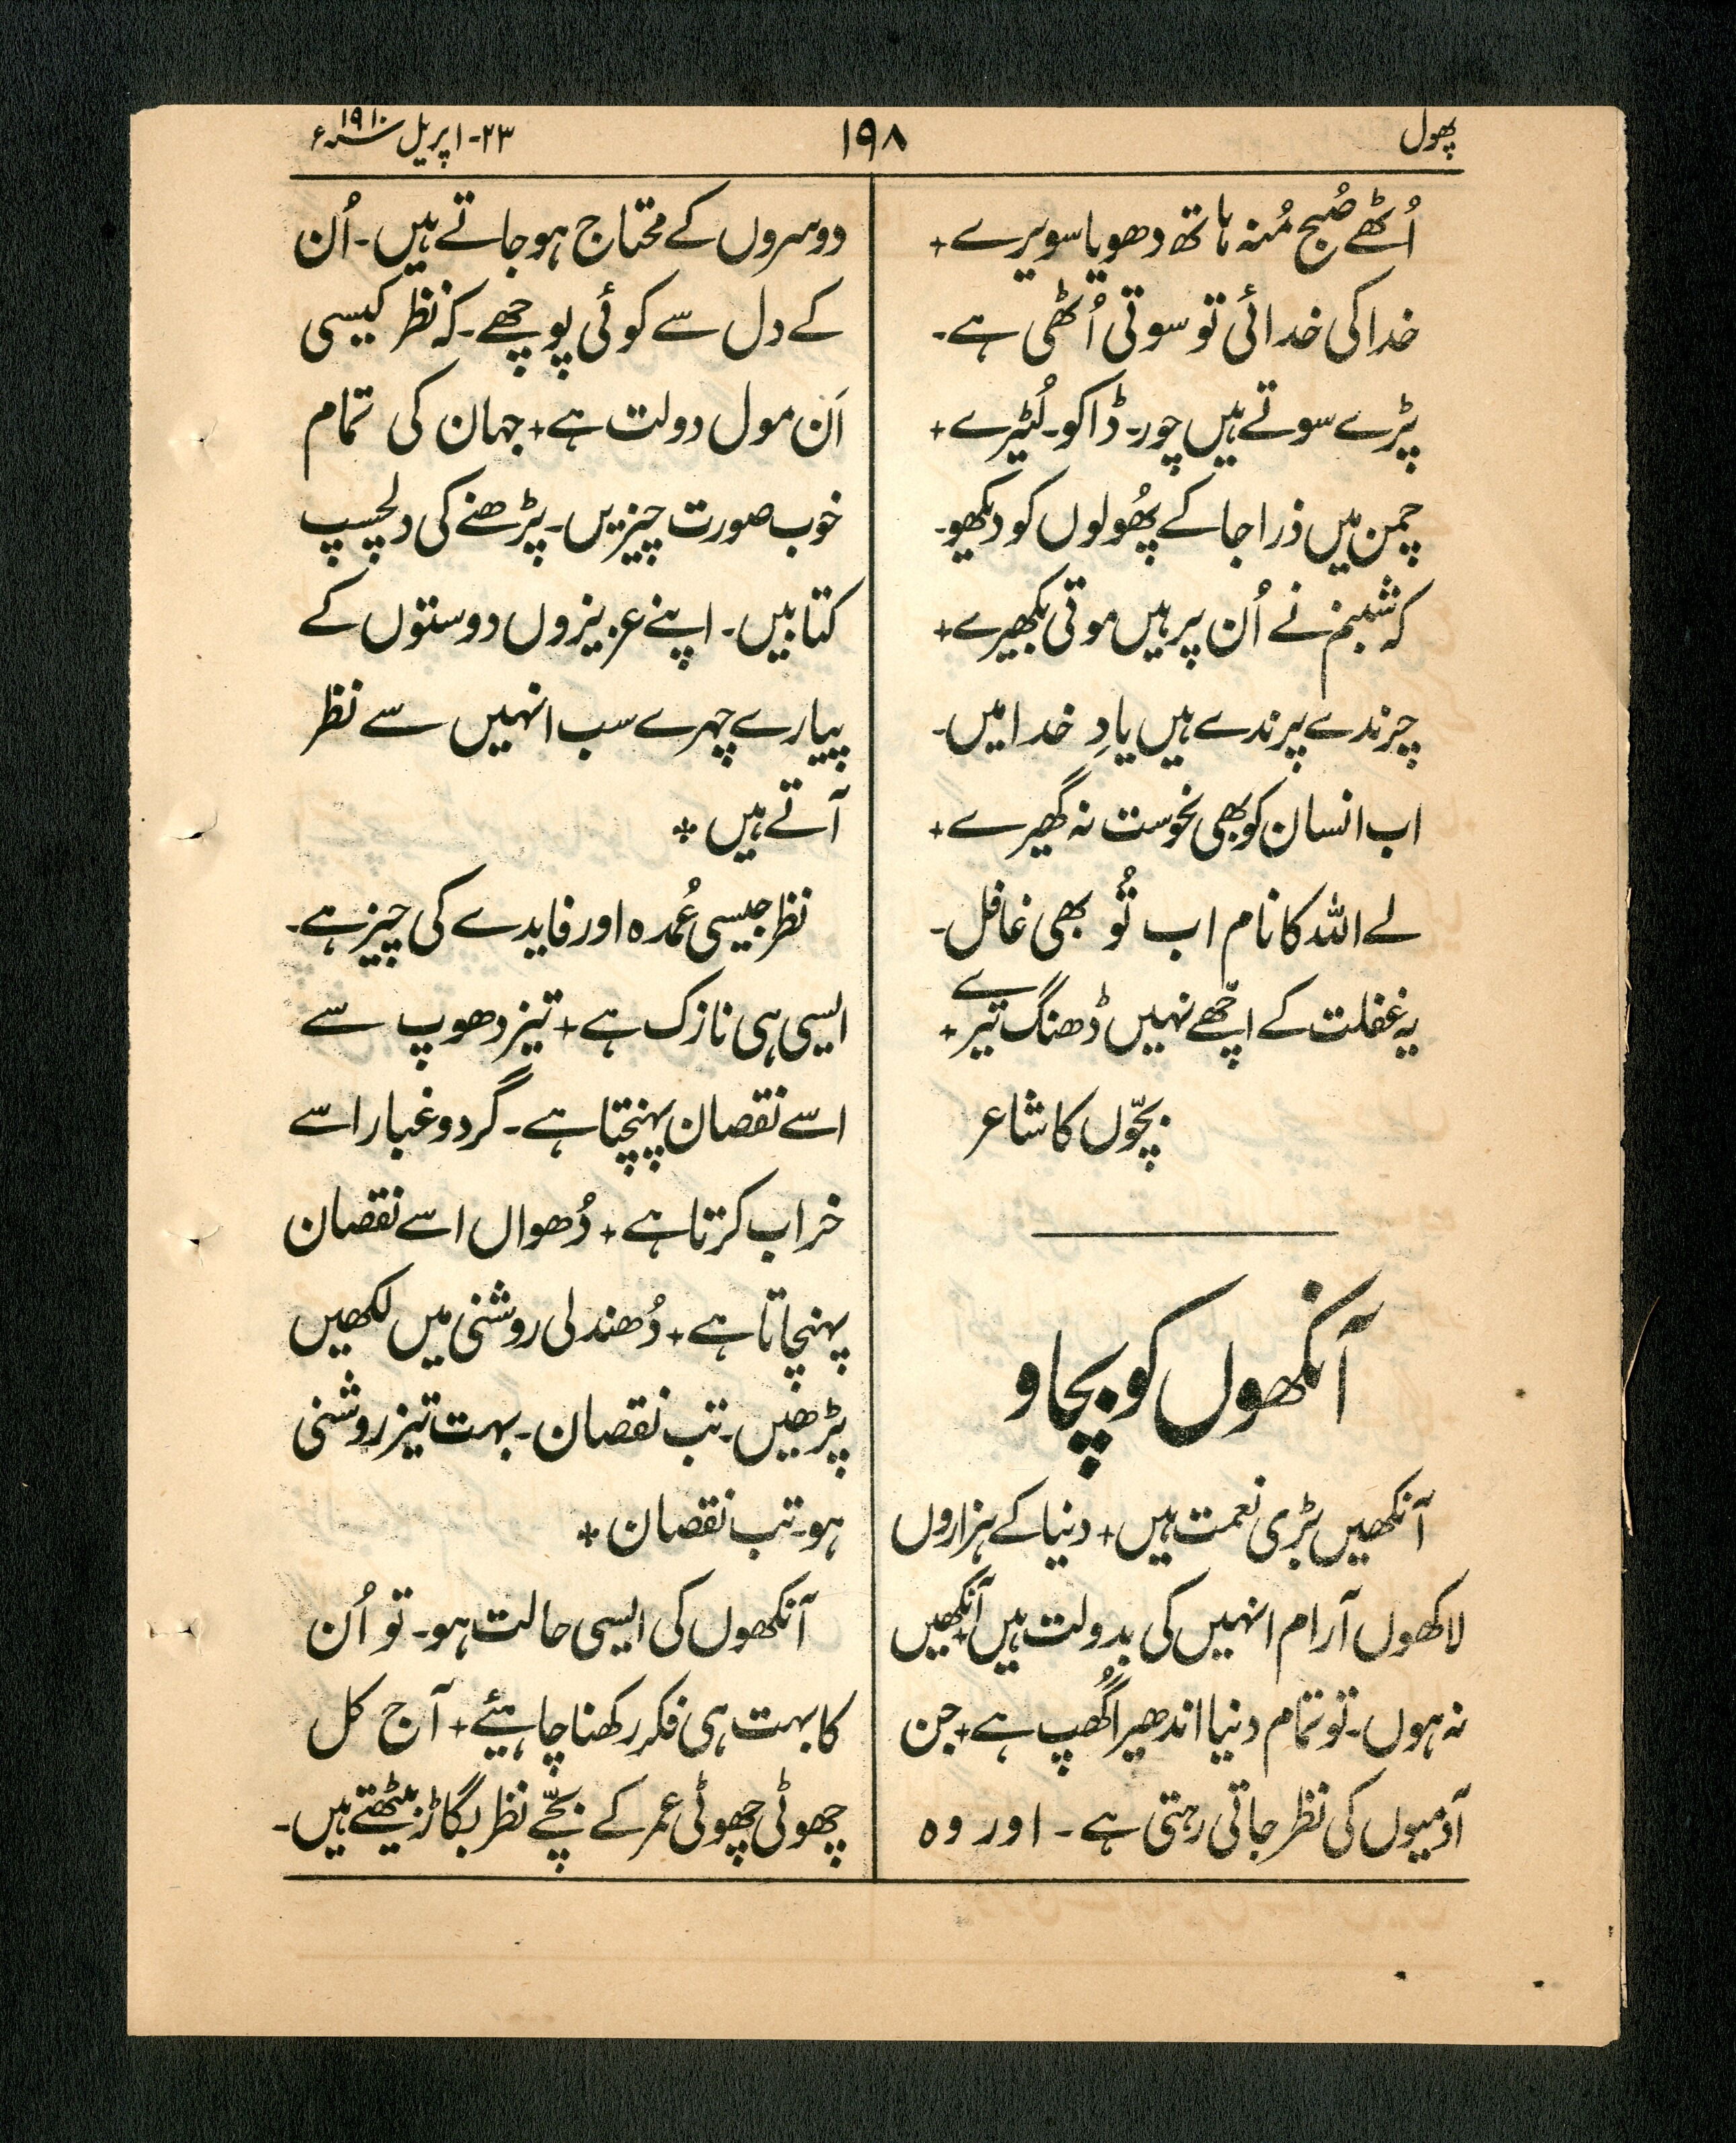 پھول
۱۹۸
۲۳-اپریل ۱۹۱۰ء
اُٹھے صُبح مُنہ ہاتھ دھویا سویرے+
خدا کی خدائی تو سوتی اُٹھی ہے۔
پڑے سوتے ہیں چور۔ ڈاکو۔ لُٹیرے+
چمن میں ذرا جا کے پھُولوں کو دیکھو۔
کہ شبنم نے اُن پر ہیں موتی بکھیرے+
چرندے پرندے ہیں یادِ خدا میں۔
اب انسان کو بھی نحوست نہ گھیرے+
لے اللہ کا نام اب تُو بھی غافل۔
یہ غفلت کے اچھّے نہیں ڈھنگ تیرے+
بچّوں کا شاعر
آنکھوں کو بچاو
آنکھیں بڑی نعمت ہیں+ دنیا کے ہزاروں
لاکھوں آرام انہیں کی بدولت ہیں+ آنکھیں
نہ ہوں۔ تو تمام دنیا اندھیرا گُھپ ہے+ جن
آدمیوں کی نظر جاتی رہتی ہے۔ اور وہ
دوسروں کے محتاج ہو جاتے ہیں۔ اُن
کے دل سے کوئی پوچھے۔ کہ نظر کیسی
اَن مول دولت ہے+ جہان کی تمام
خوب صورت چیزیں۔ پڑھنے کی دلچسپ
کتابیں۔ اپنے عزیزوں دوستوں کے
پیارے چہرے سب انہیں سے نظر
آتے ہیں *
نظر جیسی عُمدہ اور فایدے کی چیز ہے۔
ایسی ہی نازک ہے+ تیز دھوپ سے
اسے نقصان پہنچتا ہے۔ گرد و غبار اسے
خراب کرتا ہے+ دُھواں اسے نقصان
پہنچاتا ہے+ دُھندلی روشنی میں لکھیں
پڑھیں۔ تب نقصان۔ بہت تیز روشنی
ہو۔ تب نقصان *
آنکھوں کی ایسی حالت ہو۔ تو اُن
کا بہت ہی فکر رکھنا چاہیئے+ آج کل
چھوٹی چھوٹی عمر کے بچّے نظر بگاڑ بیٹھتے ہیں۔